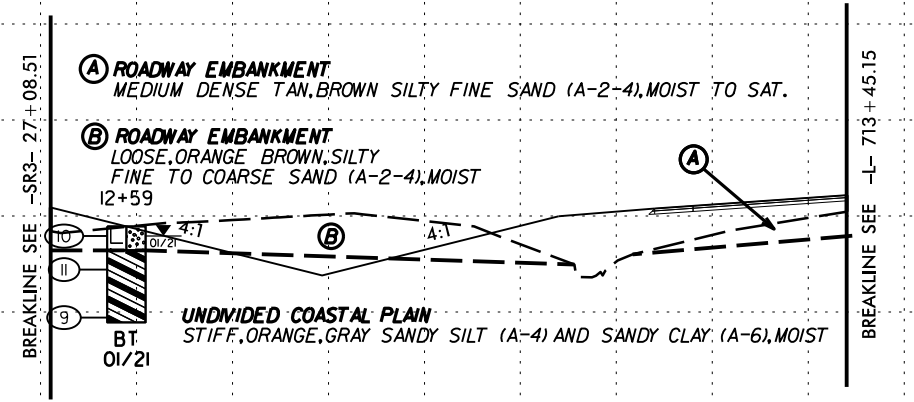 BREAKLINE SEE -SR3- 27+08.51
A ROADWAY EMBANKMENT
MEDIUM DENSE TAN,BROWN SILTY FINE SAND (A-2-4),MOIST TO SAT.
B ROADWAY EMBANKMENT
LOOSE,ORANGE BROWN,SILTY
FINE TO COARSE SAND (A-2-4),MOIST
A
12+59
10
L
01/21
4:1
B
4:1
11
9
UNDIVIDED COASTAL PLAIN
STIFF,ORANGE,GRAY SANDY SILT (A-4) AND SANDY CLAY (A-6),MOIST
BT
01/21
BREAKLINE SEE -L- 713+45.15